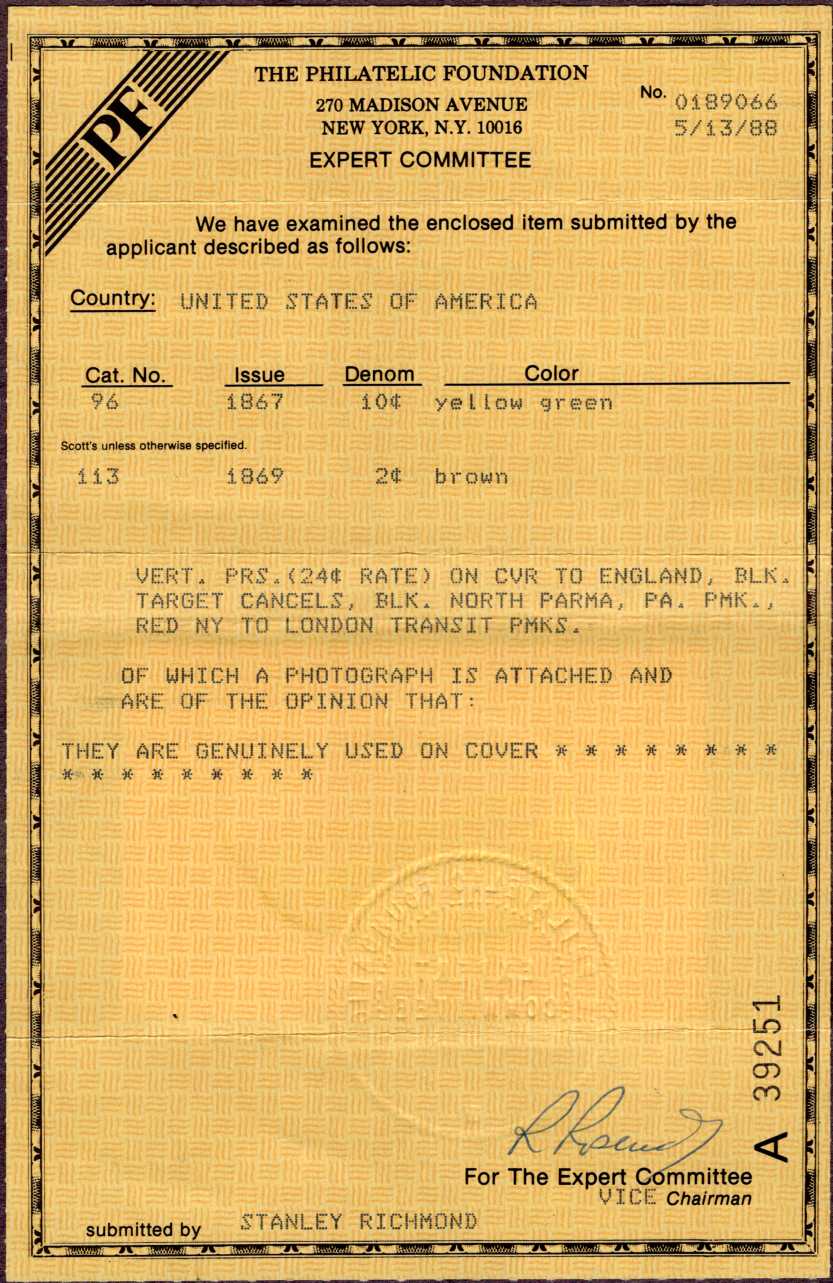 PF
THE PHILATELIC FOUNDATION
270 MADISON AVENUE
NEW YORK, N.Y. 10016
EXPERT COMMITTEE
No. 0189066
5/13/88
We have examined the enclosed item submitted by the
applicant described as follows:
Country: UNITED STATES OF AMERICA
Cat. No. Issue Denom Color
96 1867 10¢ yellow green
Scott's unless otherwise specified.
113 1869 2¢ brown
VERT. PRS.(24¢ RATE) ON CVR TO ENGLAND, BLK.
TARGET CANCELS, BLK. NORTH PARMA, PA. PMK.,
RED NY TO LONDON TRANSIT PMKS.
OF WHICH A PHOTOGRAPH IS ATTACHED AND
ARE OF THE OPINION THAT:
THEY ARE GENUINELY USED ON COVER * * * * * * * *
* * * * * * * * *
A 39251
For The Expert Committee
VICE Chairman
submitted by STANLEY RICHMOND